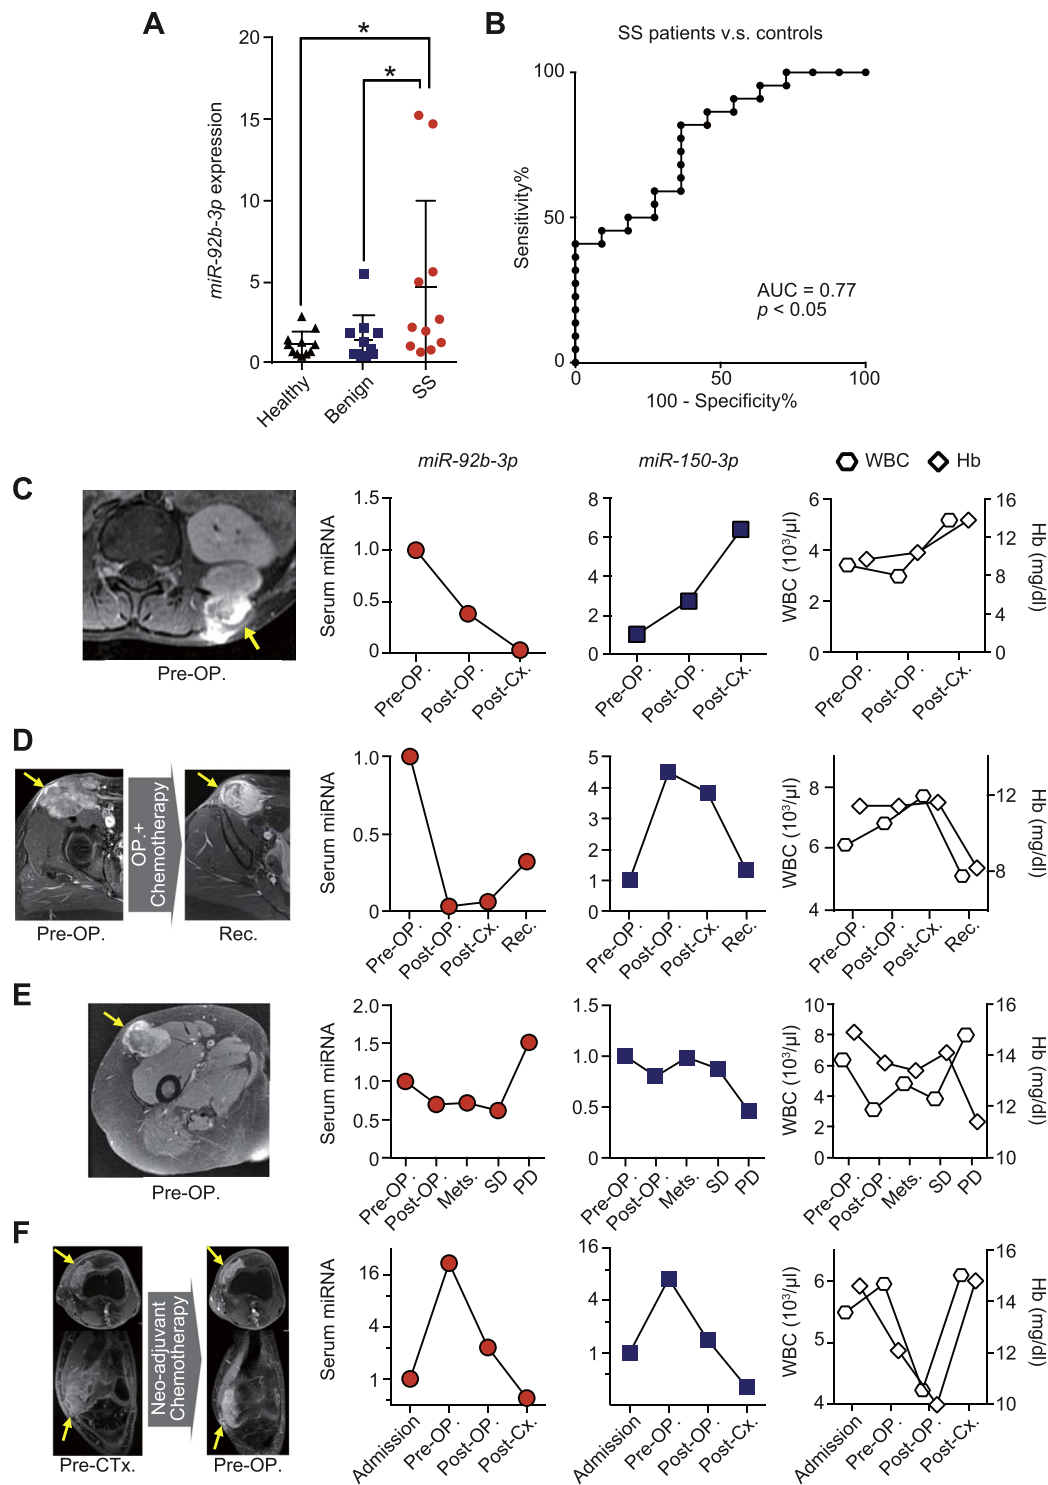 A
20
15
10
5
0
miR-92b-3p expression
*
*
Healthy
Benign
SS
B
SS patients v.s. controls
100
50
0
Sensitivity%
AUC = 0.77
p < 0.05
0
50
100
100 - Specificity%
miR-92b-3p
miR-150-3p
WBC
Hb
C
Pre-OP.
Serum miRNA
1.5
1.0
0.5
0
Pre-OP.
Post-OP.
Post-Cx.
8
6
4
2
0
Pre-OP.
Post-OP.
Post-Cx.
WBC (10³/µl)
6
4
2
0
16
12
8
4
0
Hb (mg/dl)
Pre-OP.
Post-OP.
Post-Cx.
D
OP.+
Chemotherapy
Pre-OP.
Rec.
Serum miRNA
1.0
0.5
0
Pre-OP.
Post-OP.
Post-Cx.
Rec.
5
4
3
2
1
0
Pre-OP.
Post-OP.
Post-Cx.
Rec.
WBC (10³/µl)
8
6
4
12
8
Hb (mg/dl)
Pre-OP.
Post-OP.
Post-Cx.
Rec.
E
Pre-OP.
Serum miRNA
2.0
1.5
1.0
0.5
0
Pre-OP.
Post-OP.
Mets.
SD
PD
1.5
1.0
0.5
0
Pre-OP.
Post-OP.
Mets.
SD
PD
WBC (10³/µl)
10
8
6
4
2
0
16
14
12
10
Hb (mg/dl)
Pre-OP.
Post-OP.
Mets.
SD
PD
F
Neo-adjuvant
Chemotherapy
Pre-CTx.
Pre-OP.
Serum miRNA
16
4
1
Admission
Pre-OP.
Post-OP.
Post-Cx.
16
4
1
Admission
Pre-OP.
Post-OP.
Post-Cx.
WBC (10³/µl)
6
5
4
16
14
12
10
Hb (mg/dl)
Admission
Pre-OP.
Post-OP.
Post-Cx.